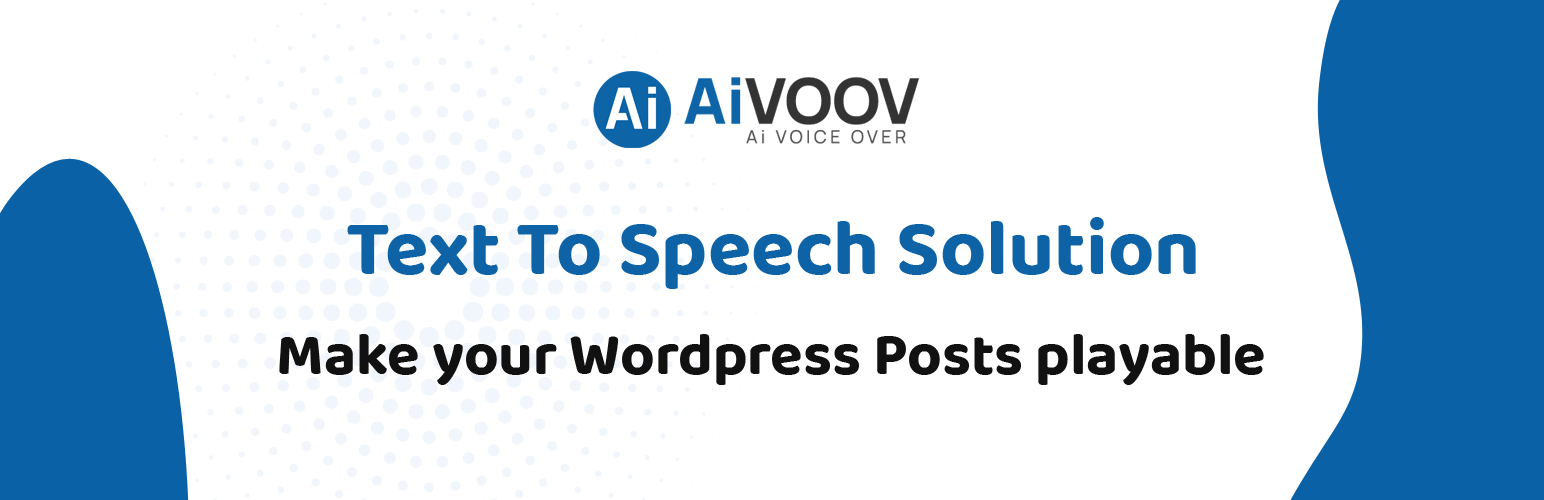 Ai AiVOOV
Ai VOICE OVER
Text To Speech Solution
Make your Wordpress Posts playable